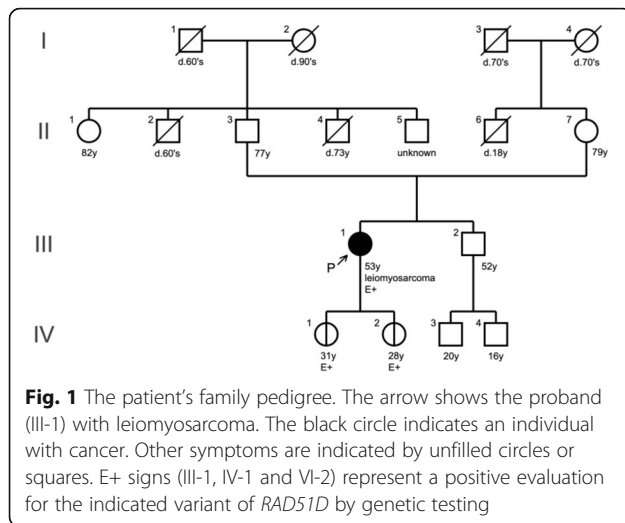 I
1
2
3
4
d.60's
d.90's
d.70's
d.70's
II
1
2
3
4
5
6
7
82y
d.60's
77y
d.73y
unknown
d.18y
79y
III
1
2
P
53y
leiomyosarcoma
E+
52y
IV
1
2
3
4
31y
E+
28y
E+
20y
16y
Fig. 1 The patient's family pedigree. The arrow shows the proband
(III-1) with leiomyosarcoma. The black circle indicates an individual
with cancer. Other symptoms are indicated by unfilled circles or
squares. E+ signs (III-1, IV-1 and VI-2) represent a positive evaluation
for the indicated variant of RAD51D by genetic testing